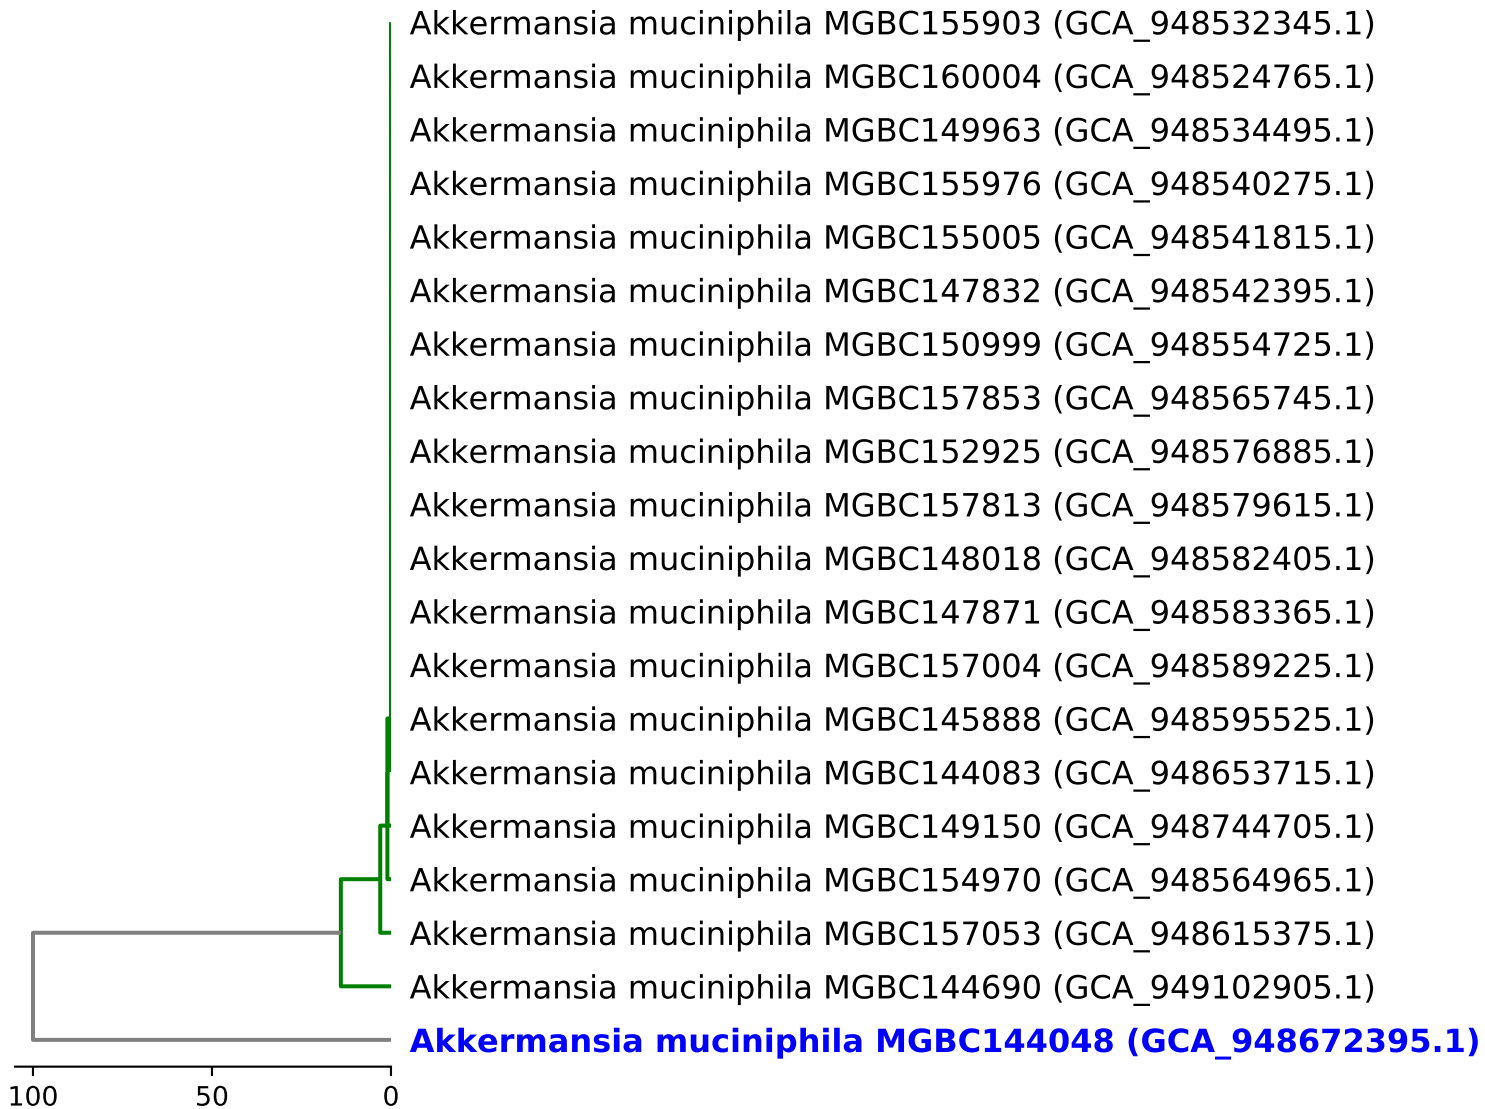 Akkermansia muciniphila MGBC155903 (GCA_948532345.1)
Akkermansia muciniphila MGBC160004 (GCA_948524765.1)
Akkermansia muciniphila MGBC149963 (GCA_948534495.1)
Akkermansia muciniphila MGBC155976 (GCA_948540275.1)
Akkermansia muciniphila MGBC155005 (GCA_948541815.1)
Akkermansia muciniphila MGBC147832 (GCA_948542395.1)
Akkermansia muciniphila MGBC150999 (GCA_948554725.1)
Akkermansia muciniphila MGBC157853 (GCA_948565745.1)
Akkermansia muciniphila MGBC152925 (GCA_948576885.1)
Akkermansia muciniphila MGBC157813 (GCA_948579615.1)
Akkermansia muciniphila MGBC148018 (GCA_948582405.1)
Akkermansia muciniphila MGBC147871 (GCA_948583365.1)
Akkermansia muciniphila MGBC157004 (GCA_948589225.1)
Akkermansia muciniphila MGBC145888 (GCA_948595525.1)
Akkermansia muciniphila MGBC144083 (GCA_948653715.1)
Akkermansia muciniphila MGBC149150 (GCA_948744705.1)
Akkermansia muciniphila MGBC154970 (GCA_948564965.1)
Akkermansia muciniphila MGBC157053 (GCA_948615375.1)
Akkermansia muciniphila MGBC144690 (GCA_949102905.1)
Akkermansia muciniphila MGBC144048 (GCA_948672395.1)
100 50 0